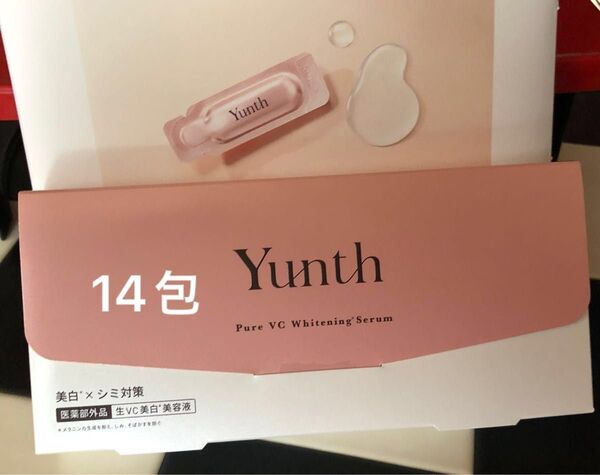 Yunth
Yunth
14包
Pure VC Whitening* Serum
美白*×シミ対策
医薬部外品 生VC美白*美容液
*メラニンの生成を抑え、しみ、そばかすを防ぐ